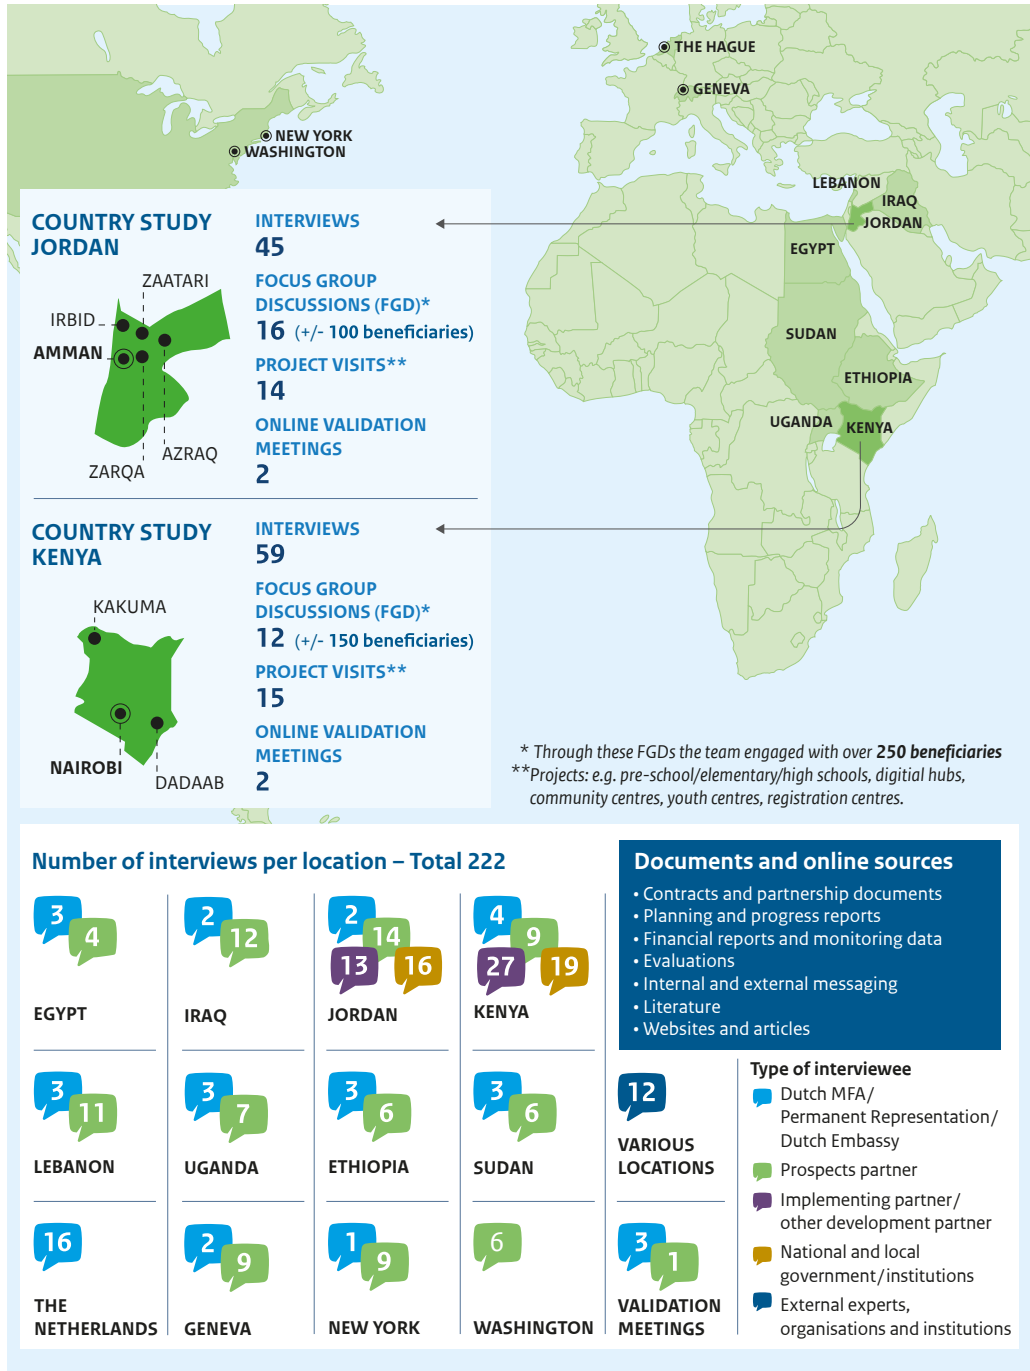 THE HAGUE
GENEVA
NEW YORK
WASHINGTON
LEBANON
IRAQ
JORDAN
EGYPT
SUDAN
ETHIOPIA
UGANDA
KENYA
COUNTRY STUDY
JORDAN
ZAATARI
IRBID
AMMAN
AZRAQ
ZARQA
INTERVIEWS
45
FOCUS GROUP
DISCUSSIONS (FGD)*
16 (+/- 100 beneficiaries)
PROJECT VISITS**
14
ONLINE VALIDATION
MEETINGS
2
COUNTRY STUDY
KENYA
KAKUMA
NAIROBI
DADAAB
INTERVIEWS
59
FOCUS GROUP
DISCUSSIONS (FGD)*
12 (+/- 150 beneficiaries)
PROJECT VISITS**
15
ONLINE VALIDATION
MEETINGS
2
* Through these FGDs the team engaged with over 250 beneficiaries
**Projects: e.g. pre-school/elementary/high schools, digitial hubs,
community centres, youth centres, registration centres.
Number of interviews per location – Total 222
3
4
EGYPT
2
12
IRAQ
2
14
13
16
JORDAN
4
9
27
19
KENYA
3
11
LEBANON
3
7
UGANDA
3
6
ETHIOPIA
3
6
SUDAN
12
VARIOUS
LOCATIONS
16
THE
NETHERLANDS
2
9
GENEVA
1
9
NEW YORK
6
WASHINGTON
3
1
VALIDATION
MEETINGS
Documents and online sources
• Contracts and partnership documents
• Planning and progress reports
• Financial reports and monitoring data
• Evaluations
• Internal and external messaging
• Literature
• Websites and articles
Type of interviewee
Dutch MFA/
Permanent Representation/
Dutch Embassy
Prospects partner
Implementing partner/
other development partner
National and local
government/institutions
External experts,
organisations and institutions